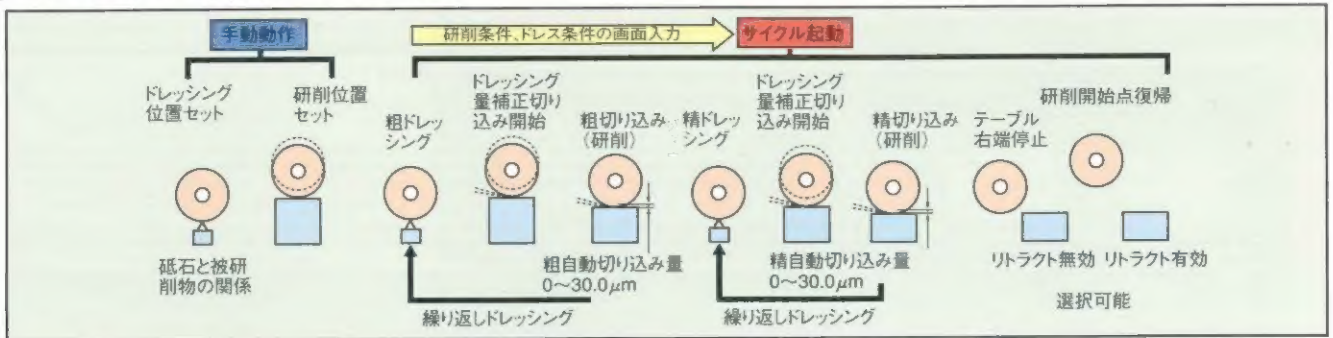 手動動作
研削条件、ドレス条件の画面入力
サイクル起動
ドレッシング
位置セット
研削位置
セット
粗ドレッ
シング
ドレッシング
量補正切り
込み開始
粗切り込み
（研削）
精ドレッ
シング
ドレッシング
量補正切り
込み開始
精切り込み
（研削）
テーブル
右端停止
研削開始点復帰
砥石と被研
削物の関係
粗自動切り込み量
0〜30.0μm
繰り返しドレッシング
精自動切り込み量
0〜30.0μm
繰り返しドレッシング
リトラクト無効
リトラクト有効
選択可能